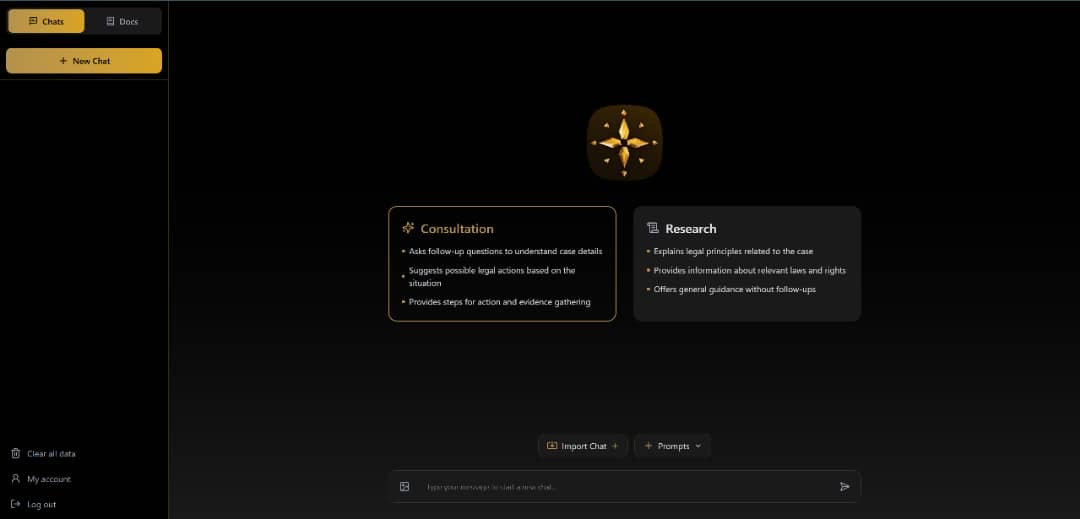 Chats
Docs
New Chat
Consultation
Asks follow-up questions to understand case details
Suggests possible legal actions based on the
situation
Provides steps for action and evidence gathering
Research
Explains legal principles related to the case
Provides information about relevant laws and rights
Offers general guidance without follow-ups
Clear all data
My account
Log out
Import Chat
Prompts
Type your message to start a new chat...